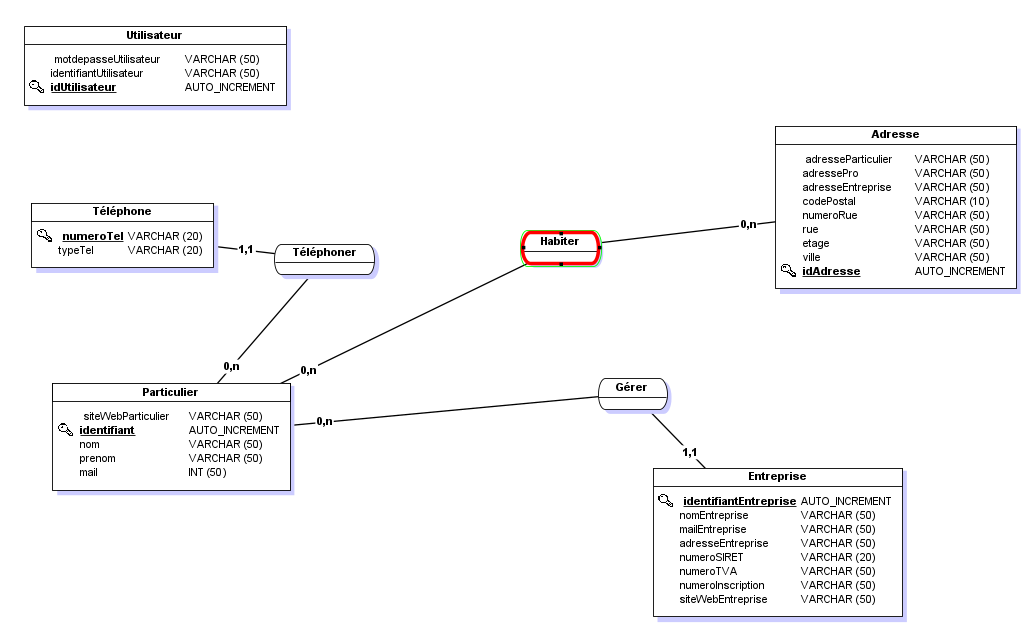 Utilisateur
motdepasseUtilisateur VARCHAR (50)
identifiantUtilisateur VARCHAR (50)
idUtilisateur AUTO_INCREMENT
Adresse
adresseParticulier VARCHAR (50)
adressePro VARCHAR (50)
adresseEntreprise VARCHAR (50)
codePostal VARCHAR (10)
numeroRue VARCHAR (50)
rue VARCHAR (50)
etage VARCHAR (50)
ville VARCHAR (50)
idAdresse AUTO_INCREMENT
Téléphone
numeroTel VARCHAR (20)
typeTel VARCHAR (20)
1,1
Téléphoner
0,n
Habiter
0,n
0,n
Particulier
siteWebParticulier VARCHAR (50)
identifiant AUTO_INCREMENT
nom VARCHAR (50)
prenom VARCHAR (50)
mail INT (50)
0,n
Gérer
1,1
Entreprise
identifiantEntreprise AUTO_INCREMENT
nomEntreprise VARCHAR (50)
mailEntreprise VARCHAR (50)
adresseEntreprise VARCHAR (50)
numeroSIRET VARCHAR (20)
numeroTVA VARCHAR (50)
numeroInscription VARCHAR (50)
siteWebEntreprise VARCHAR (50)